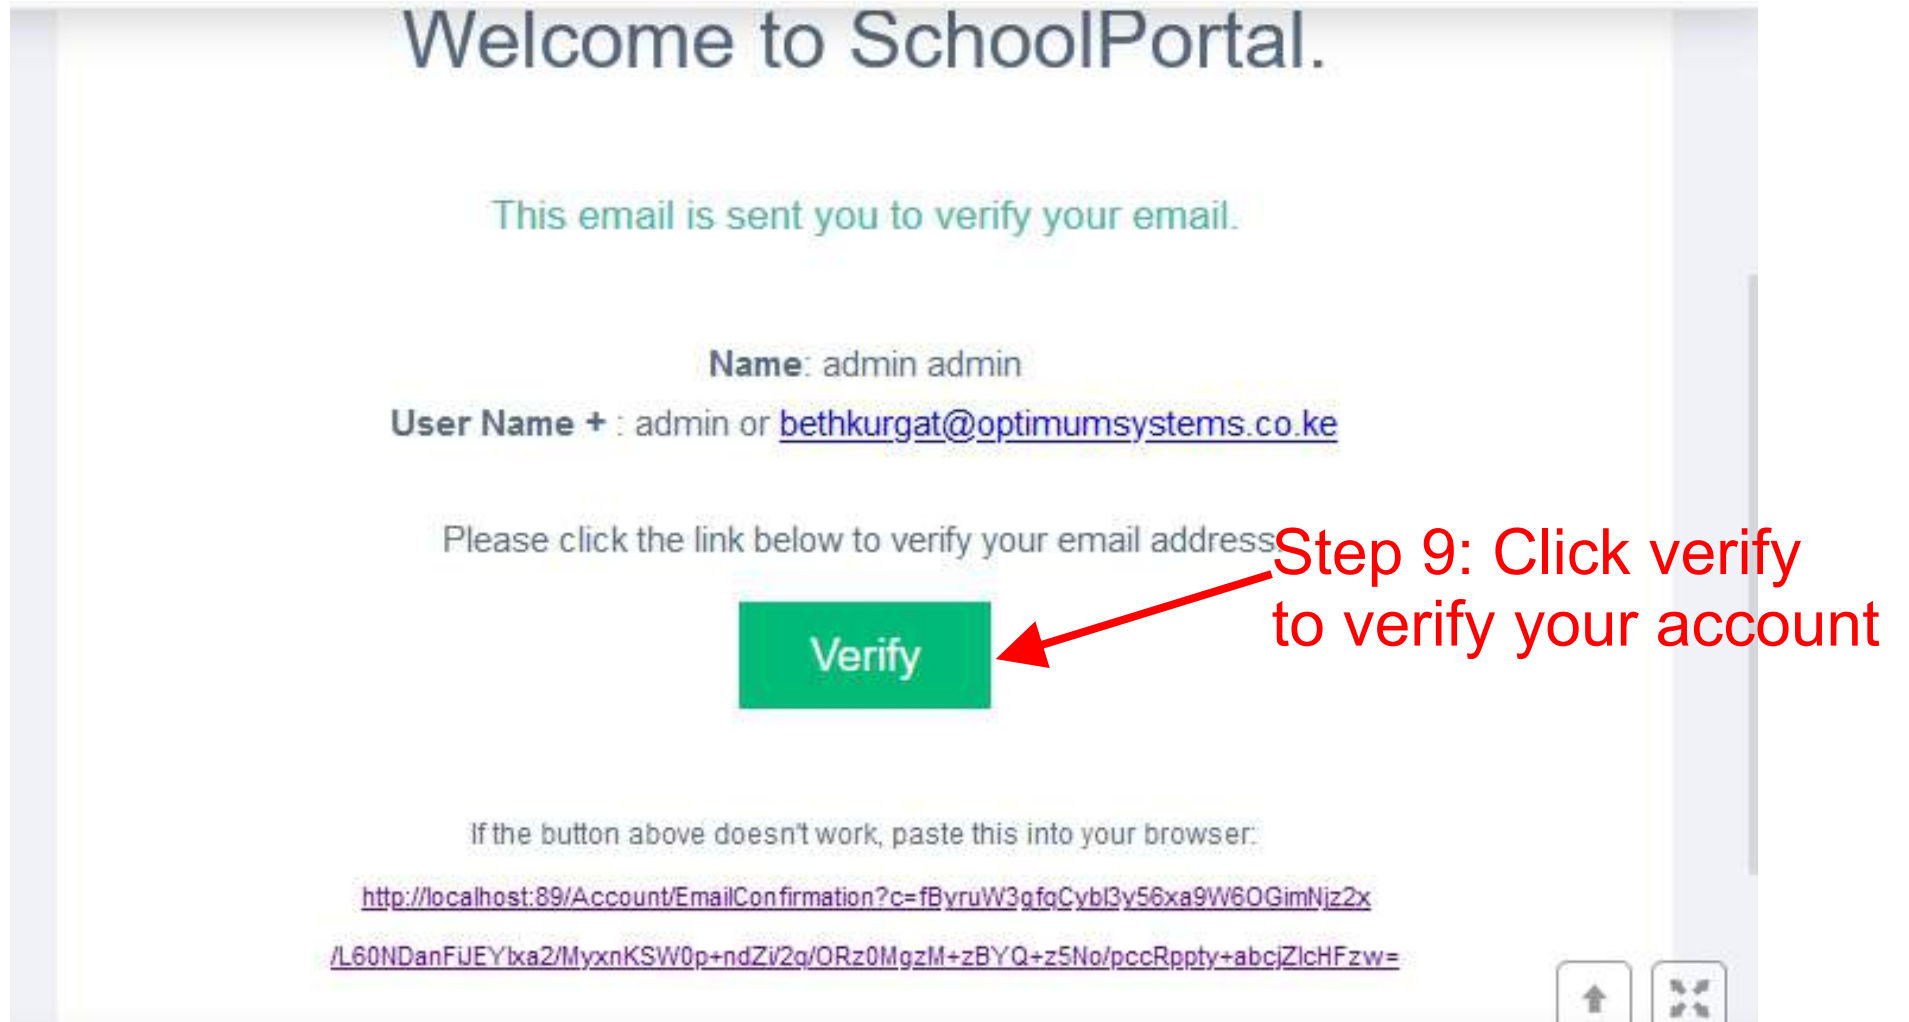 Welcome to SchoolPortal.
This email is sent you to verify your email.
Name: admin admin
User Name + : admin or bethkurgat@optimumsystems.co.ke
Please click the link below to verify your email address.
Step 9: Click verify
to verify your account
Verify
If the button above doesn't work, paste this into your browser:
http://localhost:89/Account/EmailConfirmation?c=fByruW3gfqCybl3y56xa9W6OGimNjz2x
/L60NDanFiJEYlxa2/MyxnKSW0p+ndZi/2q/ORz0MgzM+zBYQ+z5No/pccRppty+abcjZlcHFzw=